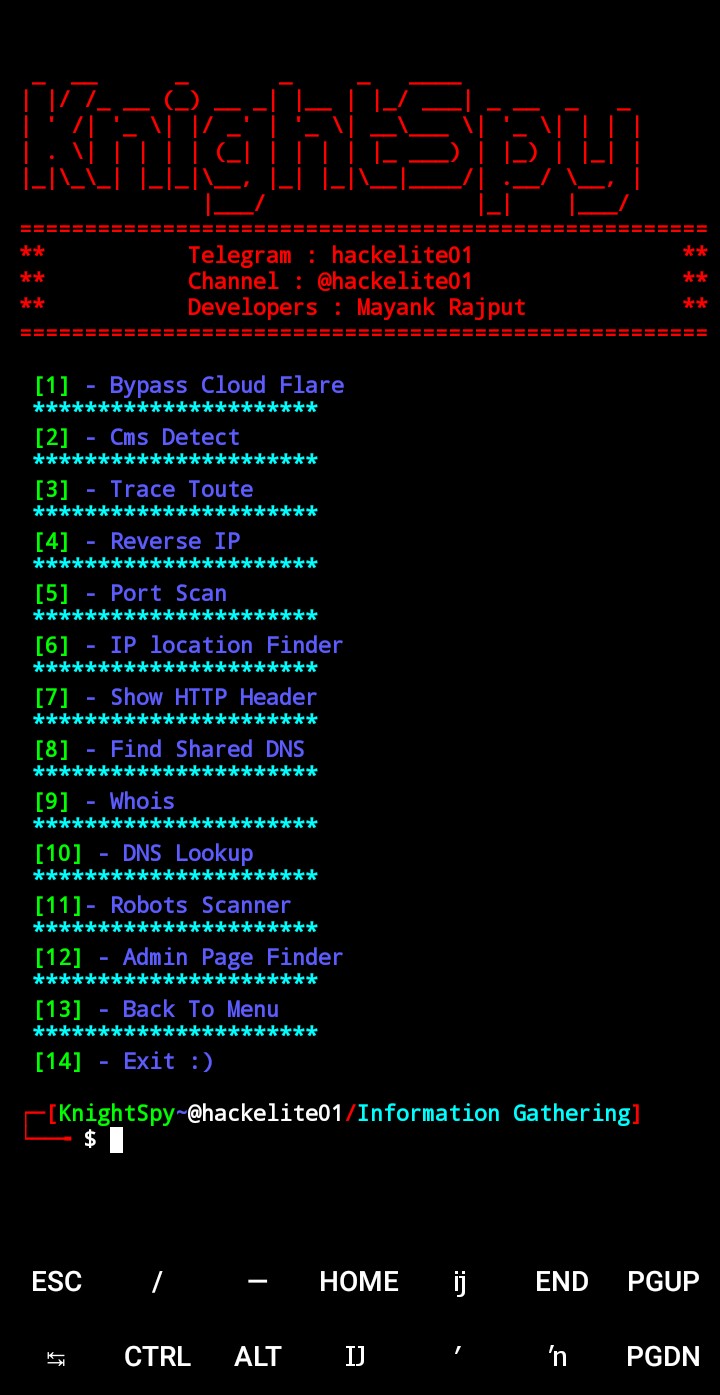 KnightSpy
=====================================================
** Telegram : hackelite01 **
** Channel : @hackelite01 **
** Developers : Mayank Rajput **
=====================================================
[1] - Bypass Cloud Flare
**********************
[2] - Cms Detect
**********************
[3] - Trace Toute
**********************
[4] - Reverse IP
**********************
[5] - Port Scan
**********************
[6] - IP location Finder
**********************
[7] - Show HTTP Header
**********************
[8] - Find Shared DNS
**********************
[9] - Whois
**********************
[10] - DNS Lookup
**********************
[11]- Robots Scanner
**********************
[12] - Admin Page Finder
**********************
[13] - Back To Menu
**********************
[14] - Exit :)
[KnightSpy~@hackelite01/Information Gathering]
$
ESC / — HOME ĳ END PGUP
↹ CTRL ALT Ĳ ʼ ŉ PGDN